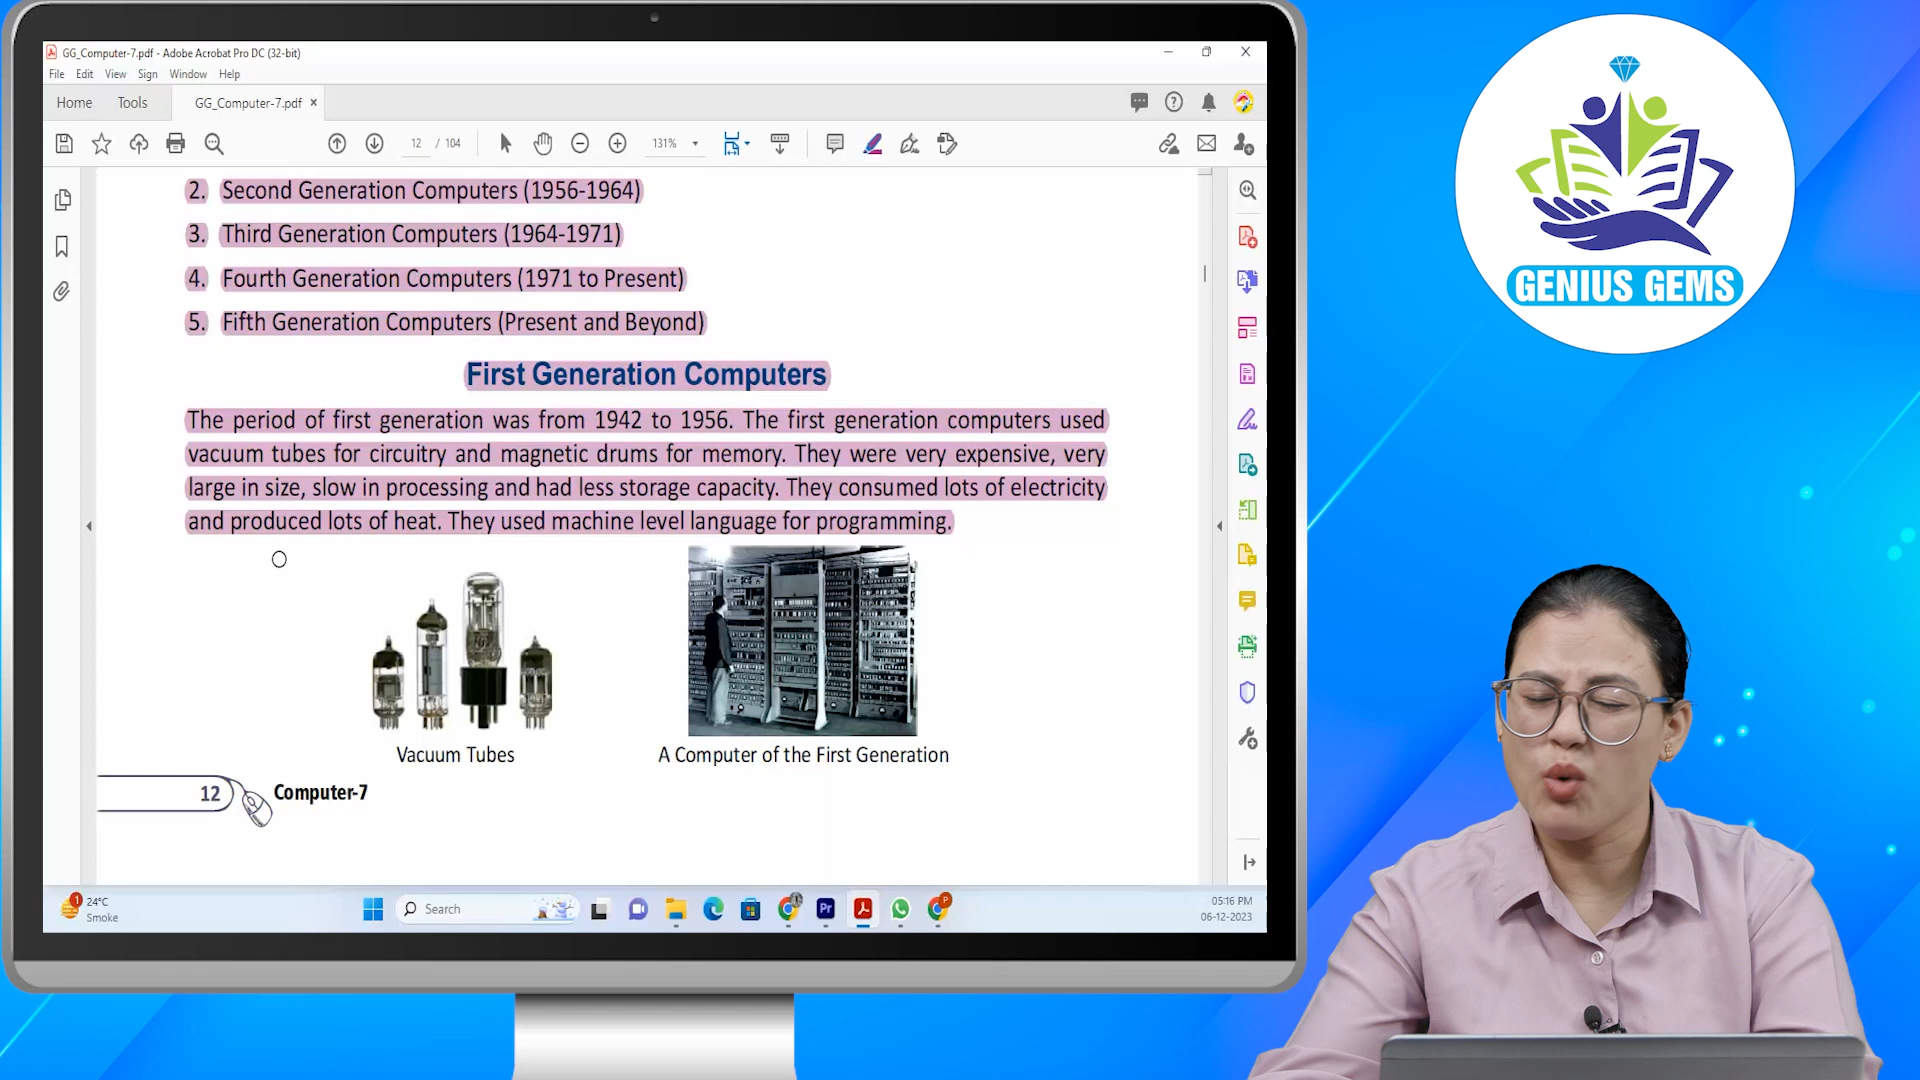 GG_Computer-7.pdf - Adobe Acrobat Pro DC (32-bit)
File Edit View Sign Window Help
Home Tools GG_Computer-7.pdf ×
12 / 104 131%
2. Second Generation Computers (1956-1964)
3. Third Generation Computers (1964-1971)
4. Fourth Generation Computers (1971 to Present)
5. Fifth Generation Computers (Present and Beyond)
First Generation Computers
The period of first generation was from 1942 to 1956. The first generation computers used
vacuum tubes for circuitry and magnetic drums for memory. They were very expensive, very
large in size, slow in processing and had less storage capacity. They consumed lots of electricity
and produced lots of heat. They used machine level language for programming.
Vacuum Tubes
A Computer of the First Generation
12 Computer-7
1
24°C
Smoke
Search
Pr
P
05:16 PM
06-12-2023
GENIUS GEMS